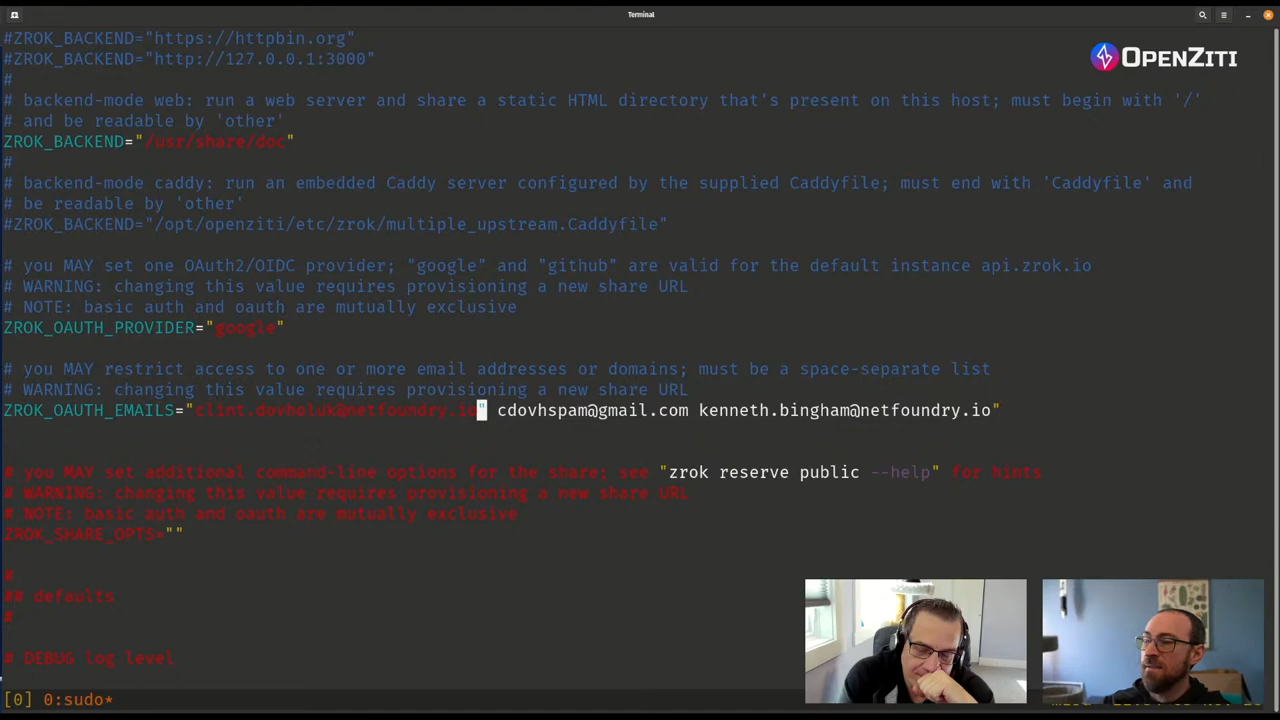 Terminal
#ZROK_BACKEND="https://httpbin.org"
#ZROK_BACKEND="http://127.0.0.1:3000"
#
# backend-mode web: run a web server and share a static HTML directory that's present on this host; must begin with '/'
# and be readable by 'other'
ZROK_BACKEND="/usr/share/doc"
#
# backend-mode caddy: run an embedded Caddy server configured by the supplied Caddyfile; must end with 'Caddyfile' and
# be readable by 'other'
#ZROK_BACKEND="/opt/openziti/etc/zrok/multiple_upstream.Caddyfile"
# you MAY set one OAuth2/OIDC provider; "google" and "github" are valid for the default instance api.zrok.io
# WARNING: changing this value requires provisioning a new share URL
# NOTE: basic auth and oauth are mutually exclusive
ZROK_OAUTH_PROVIDER="google"
# you MAY restrict access to one or more email addresses or domains; must be a space-separate list
# WARNING: changing this value requires provisioning a new share URL
ZROK_OAUTH_EMAILS="clint.dovholuk@netfoundry.io" cdovhspam@gmail.com kenneth.bingham@netfoundry.io"
# you MAY set additional command-line options for the share; see "zrok reserve public --help" for hints
# WARNING: changing this value requires provisioning a new share URL
# NOTE: basic auth and oauth are mutually exclusive
ZROK_SHARE_OPTS=""
#
## defaults
#
# DEBUG log level
[0] 0:sudo*
OPENZITI